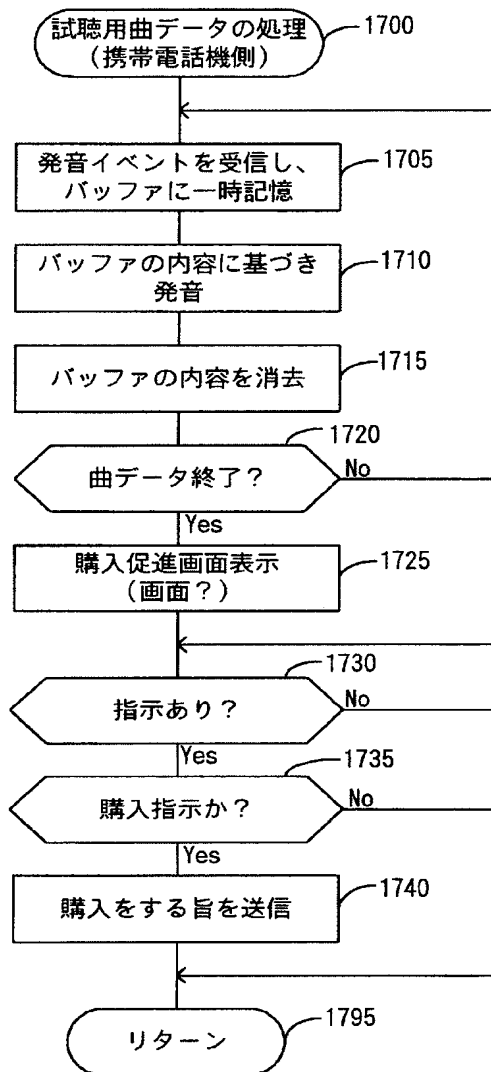 試聴用曲データの処理
(携帯電話機側)
1700
発音イベントを受信し、
バッファに一時記憶
1705
バッファの内容に基づき
発音
1710
バッファの内容を消去
1715
1720
曲データ終了?
No
Yes
購入促進画面表示
(画面?)
1725
1730
指示あり?
No
Yes
1735
購入指示か?
No
Yes
購入をする旨を送信
1740
リターン
1795